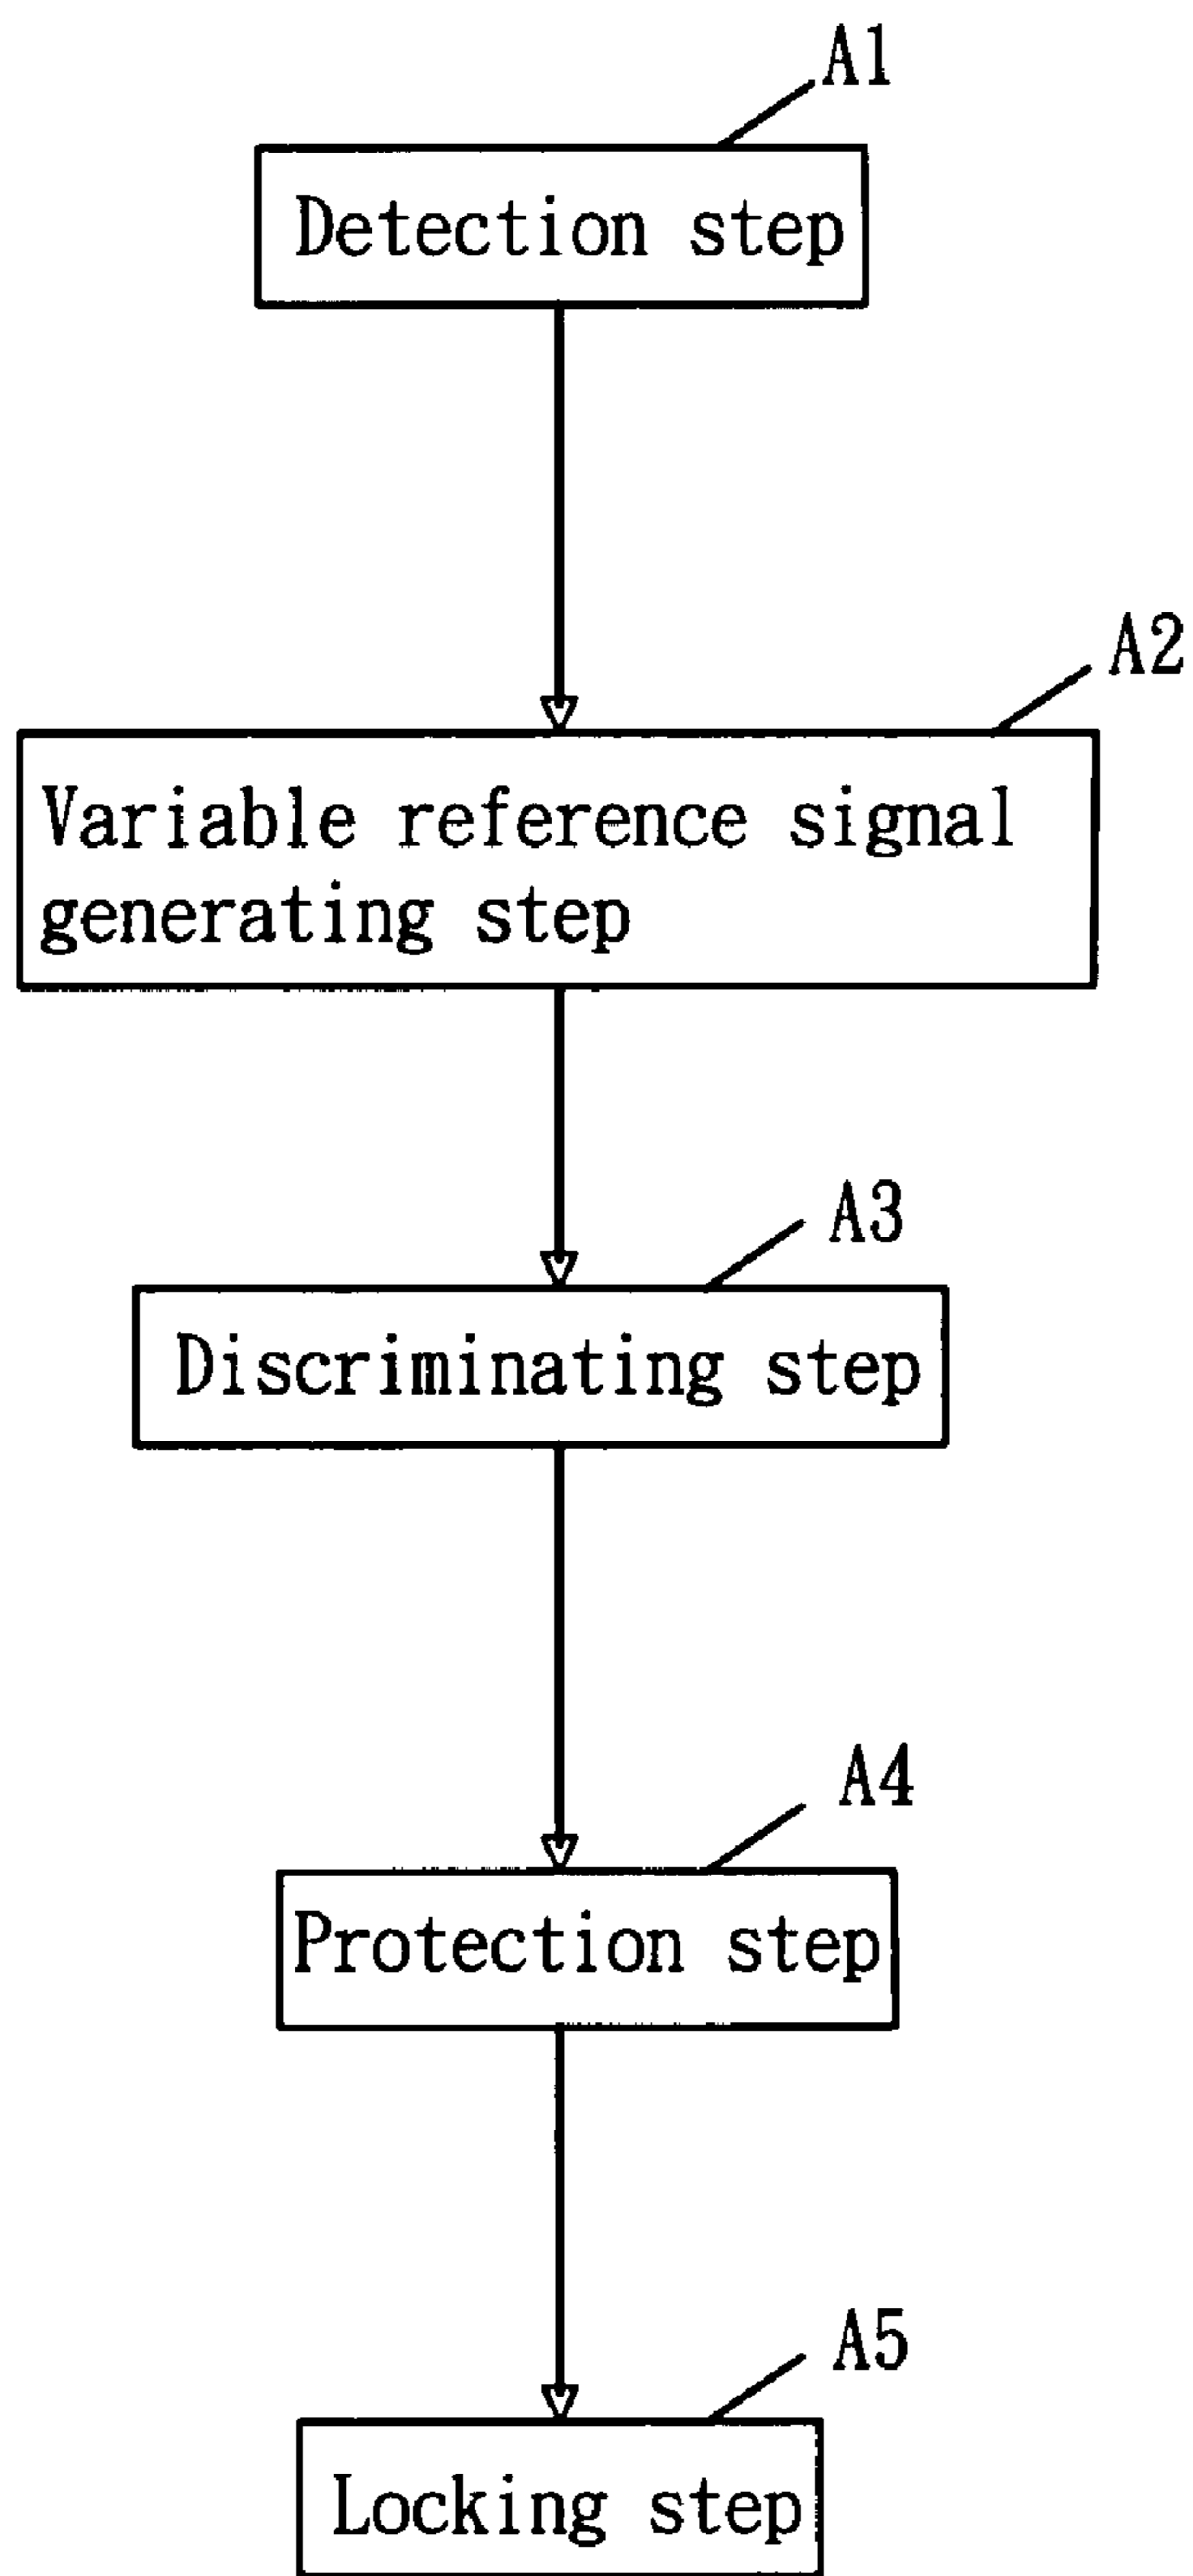 A1
Detection step
A2
Variable reference signal
generating step
A3
Discriminating step
A4
Protection step
A5
Locking step